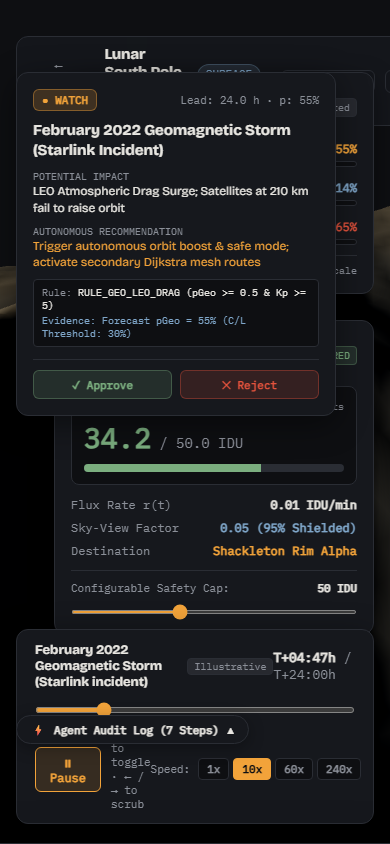 ←
Lunar
WATCH
Lead: 24.0 h · p: 55%
February 2022 Geomagnetic Storm
(Starlink Incident)
55%
POTENTIAL IMPACT
LEO Atmospheric Drag Surge; Satellites at 210 km
fail to raise orbit
14%
65%
AUTONOMOUS RECOMMENDATION
Trigger autonomous orbit boost & safe mode;
activate secondary Dijkstra mesh routes
Rule: RULE_GEO_LEO_DRAG (pGeo >= 0.5 & Kp >=
5)
Evidence: Forecast pGeo = 55% (C/L
Threshold: 30%)
✓ Approve
✕ Reject
34.2 / 50.0 IDU
Flux Rate r(t) 0.01 IDU/min
Sky-View Factor 0.05 (95% Shielded)
Destination Shackleton Rim Alpha
Configurable Safety Cap: 50 IDU
February 2022
Geomagnetic Storm
(Starlink incident)
Illustrative
T+04:47h /
T+24:00h
Agent Audit Log (7 Steps) ▲
⏸
Pause
to
toggle
· ← /
→ to
scrub
Speed: 1x 10x 60x 240x